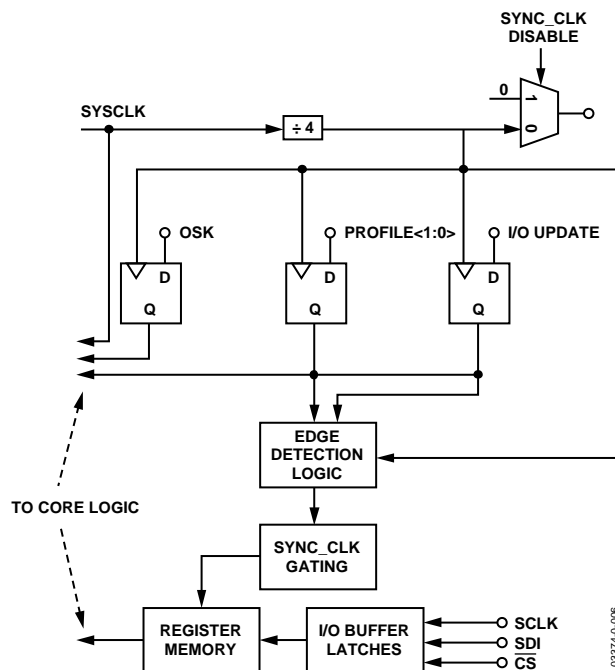 SYNC_CLK
DISABLE
0
1
0
SYSCLK
÷ 4
OSK
PROFILE<1:0>
I/O UPDATE
D
Q
D
Q
D
Q
EDGE
DETECTION
LOGIC
TO CORE LOGIC
SYNC_CLK
GATING
REGISTER
MEMORY
I/O BUFFER
LATCHES
SCLK
SDI
CS